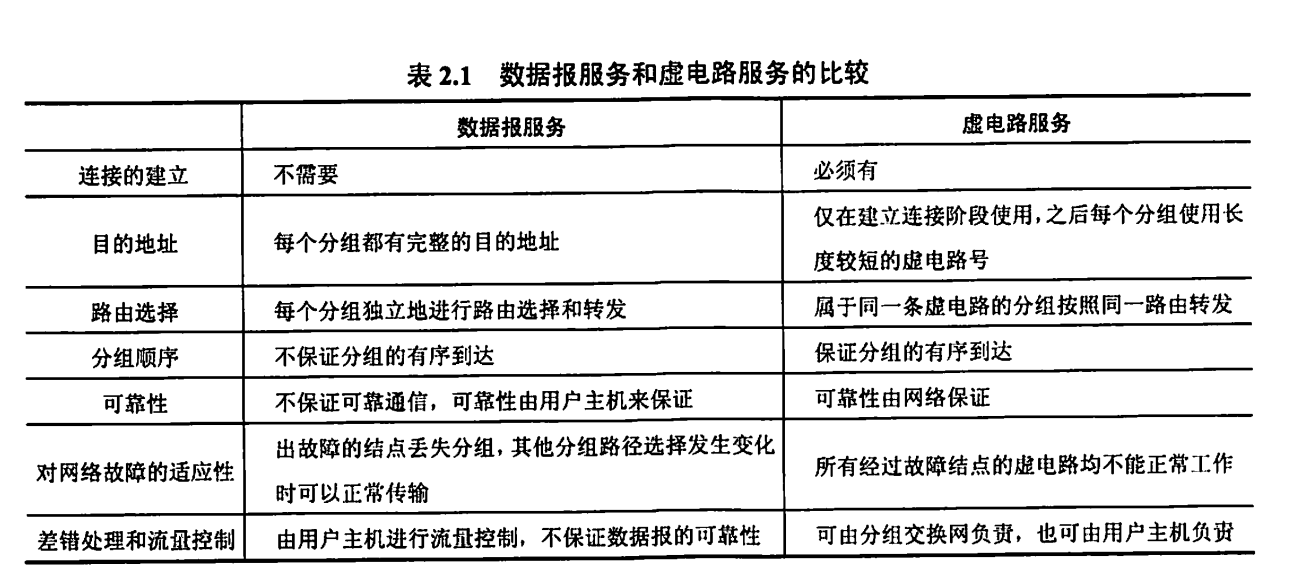 表 2.1 数据报服务和虚电路服务的比较
数据报服务 虚电路服务
连接的建立 不需要 必须有
目的地址 每个分组都有完整的目的地址 仅在建立连接阶段使用，之后每个分组使用长
度较短的虚电路号
路由选择 每个分组独立地进行路由选择和转发 属于同一条虚电路的分组按照同一路由转发
分组顺序 不保证分组的有序到达 保证分组的有序到达
可靠性 不保证可靠通信，可靠性由用户主机来保证 可靠性由网络保证
对网络故障的适应性 出故障的结点丢失分组，其他分组路径选择发生变化
时可以正常传输 所有经过故障结点的虚电路均不能正常工作
差错处理和流量控制 由用户主机进行流量控制，不保证数据报的可靠性 可由分组交换网负责，也可由用户主机负责